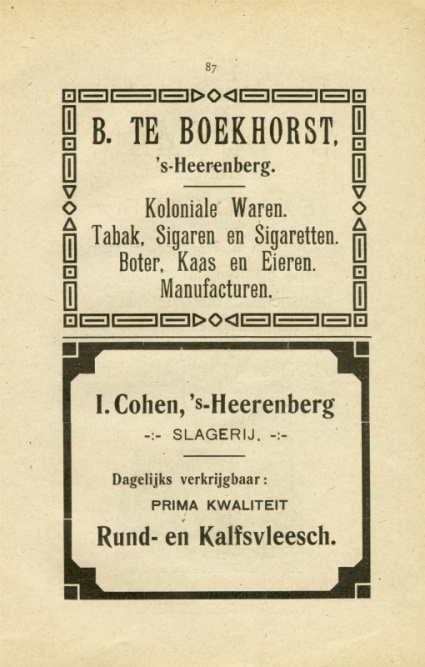 87
B. TE BOEKHORST,
's-Heerenberg.
Koloniale Waren.
Tabak, Sigaren en Sigaretten.
Boter, Kaas en Eieren.
Manufacturen.
I. Cohen, 's-Heerenberg
-:- SLAGERIJ. -:-
Dagelijks verkrijgbaar:
PRIMA KWALITEIT
Rund- en Kalfsvleesch.